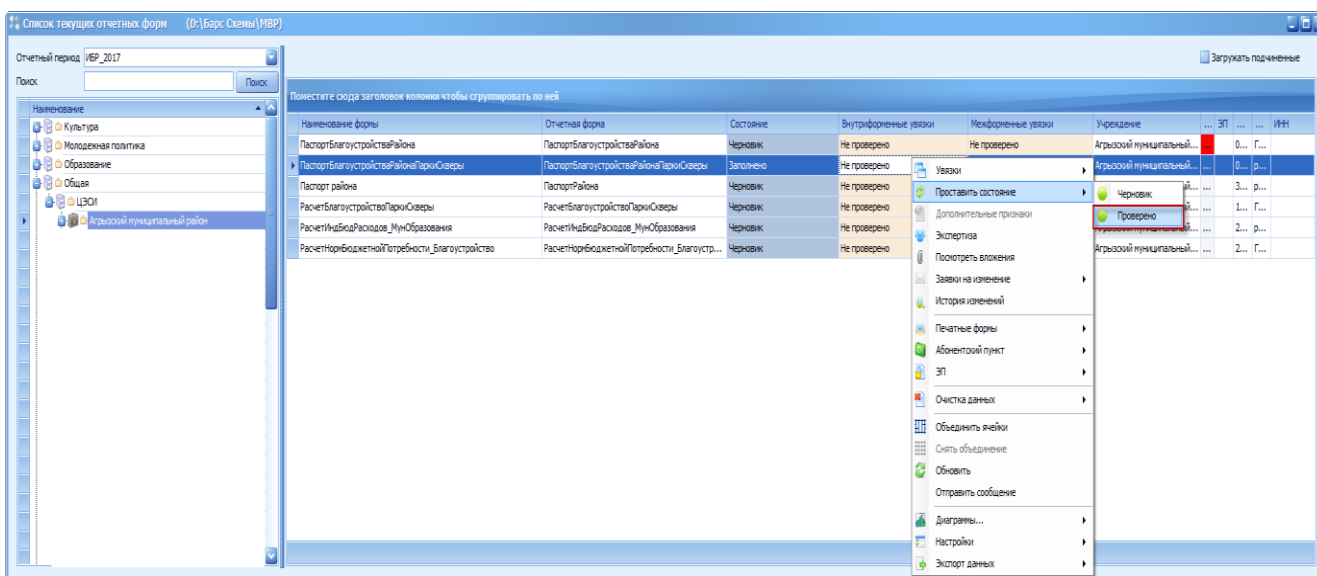 Список текущих отчетных форм (D:\Барс Схемы\МВР)
Отчетный период ИБР_2017
Загружать подчиненные
Поиск Поиск
Поместите сюда заголовок колонки чтобы сгруппировать по ней
Наименование
Культура
Молодежная политика
Образование
Общая
ЦЭСИ
Агрызский муниципальный район
Наименование формы Отчетная форма Состояние Внутриформенные увязки Межформенные увязки Учреждение ... ЭП ... ... ИНН
ПаспортБлагоустройстваРайона ПаспортБлагоустройстваРайона Черновик Не проверено Не проверено Агрызский муниципальный... ... 0... Г...
ПаспортБлагоустройстваРайонаПаркиСкверы ПаспортБлагоустройстваРайонаПаркиСкверы Заполнено Не проверено Агрызский муниципальный... ... 0... р...
Паспорт района ПаспортРайона Черновик Не проверено ... 3... р...
РасчетБлагоустройствоПаркиСкверы РасчетБлагоустройствоПаркиСкверы Черновик Не проверено ... 1... Г...
РасчетИндБюдРасходов_МунОбразования РасчетИндБюдРасходов_МунОбразования Черновик Не проверено ... 2... р...
РасчетНормБюджетнойПотребности_Благоустройство РасчетНормБюджетнойПотребности_Благоустр... Черновик Не проверено Агрызский муниципальный... ... 2... Г...
Увязки
Проставить состояние
Дополнительные признаки
Экспертиза
Посмотреть вложения
Заявки на изменение
История изменений
Печатные формы
Абонентский пункт
ЭП
Очистка данных
Объединить ячейки
Снять объединение
Обновить
Отправить сообщение
Диаграммы...
Настройки
Экспорт данных
Черновик
Проверено